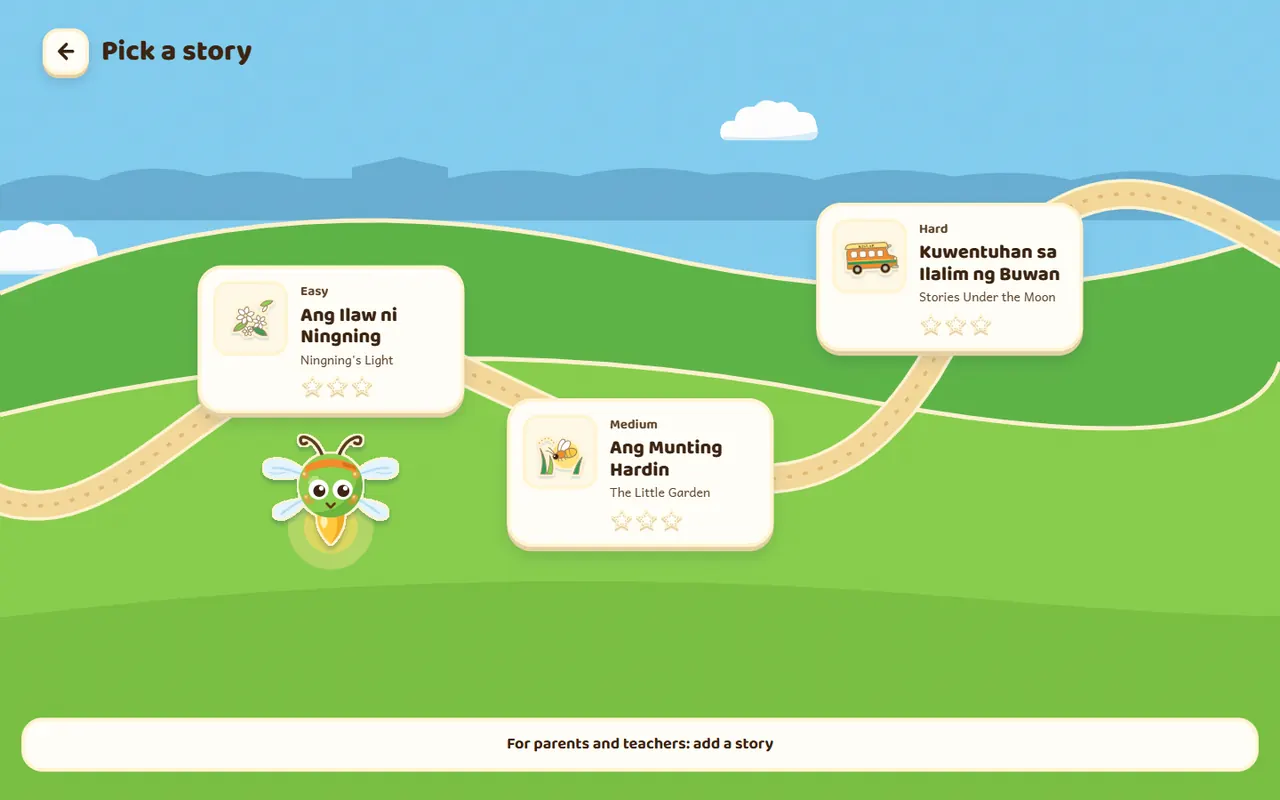 Pick a story
Easy
Ang Ilaw ni
Ningning
Ningning's Light
Medium
Ang Munting
Hardin
The Little Garden
Hard
Kuwentuhan sa
Ilalim ng Buwan
Stories Under the Moon
For parents and teachers: add a story